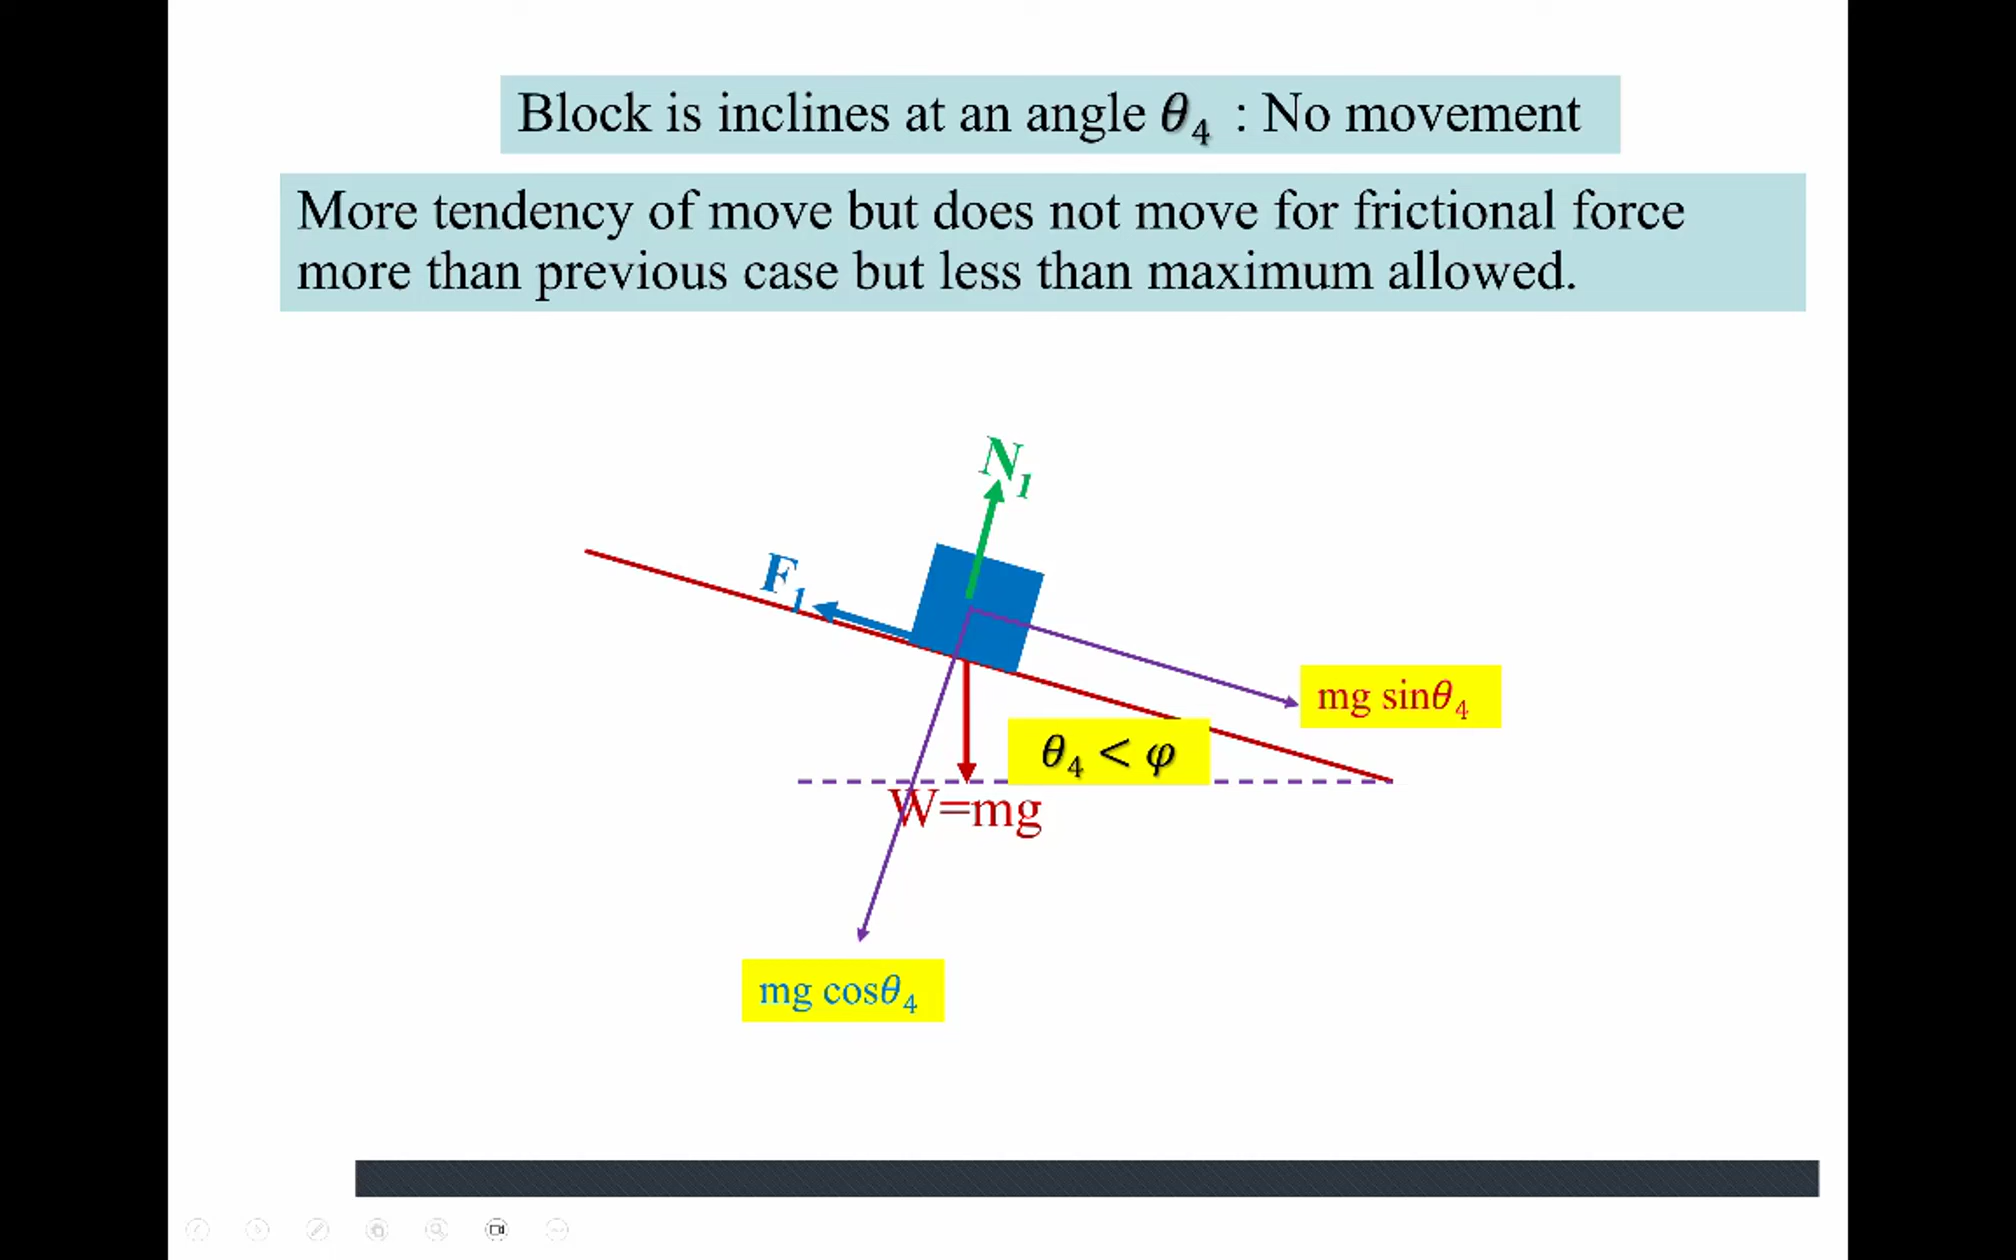 Block is inclines at an angle θ₄ : No movement
More tendency of move but does not move for frictional force
more than previous case but less than maximum allowed.
N₁
F₁
mg sinθ₄
θ₄ < φ
W=mg
mg cosθ₄